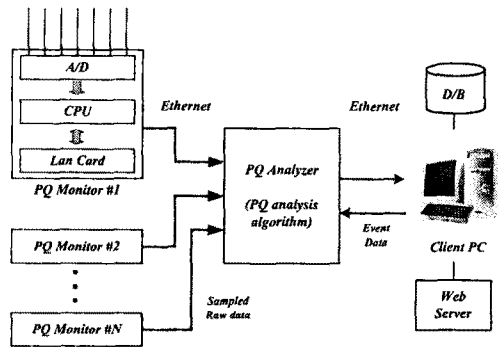 A/D
CPU
Lan Card
PQ Monitor #1
Ethernet
PQ Monitor #2
PQ Monitor #N
Sampled
Raw data
PQ Analyzer
(PQ analysis
algorithm)
Ethernet
Event
Data
D/B
Client PC
Web
Server